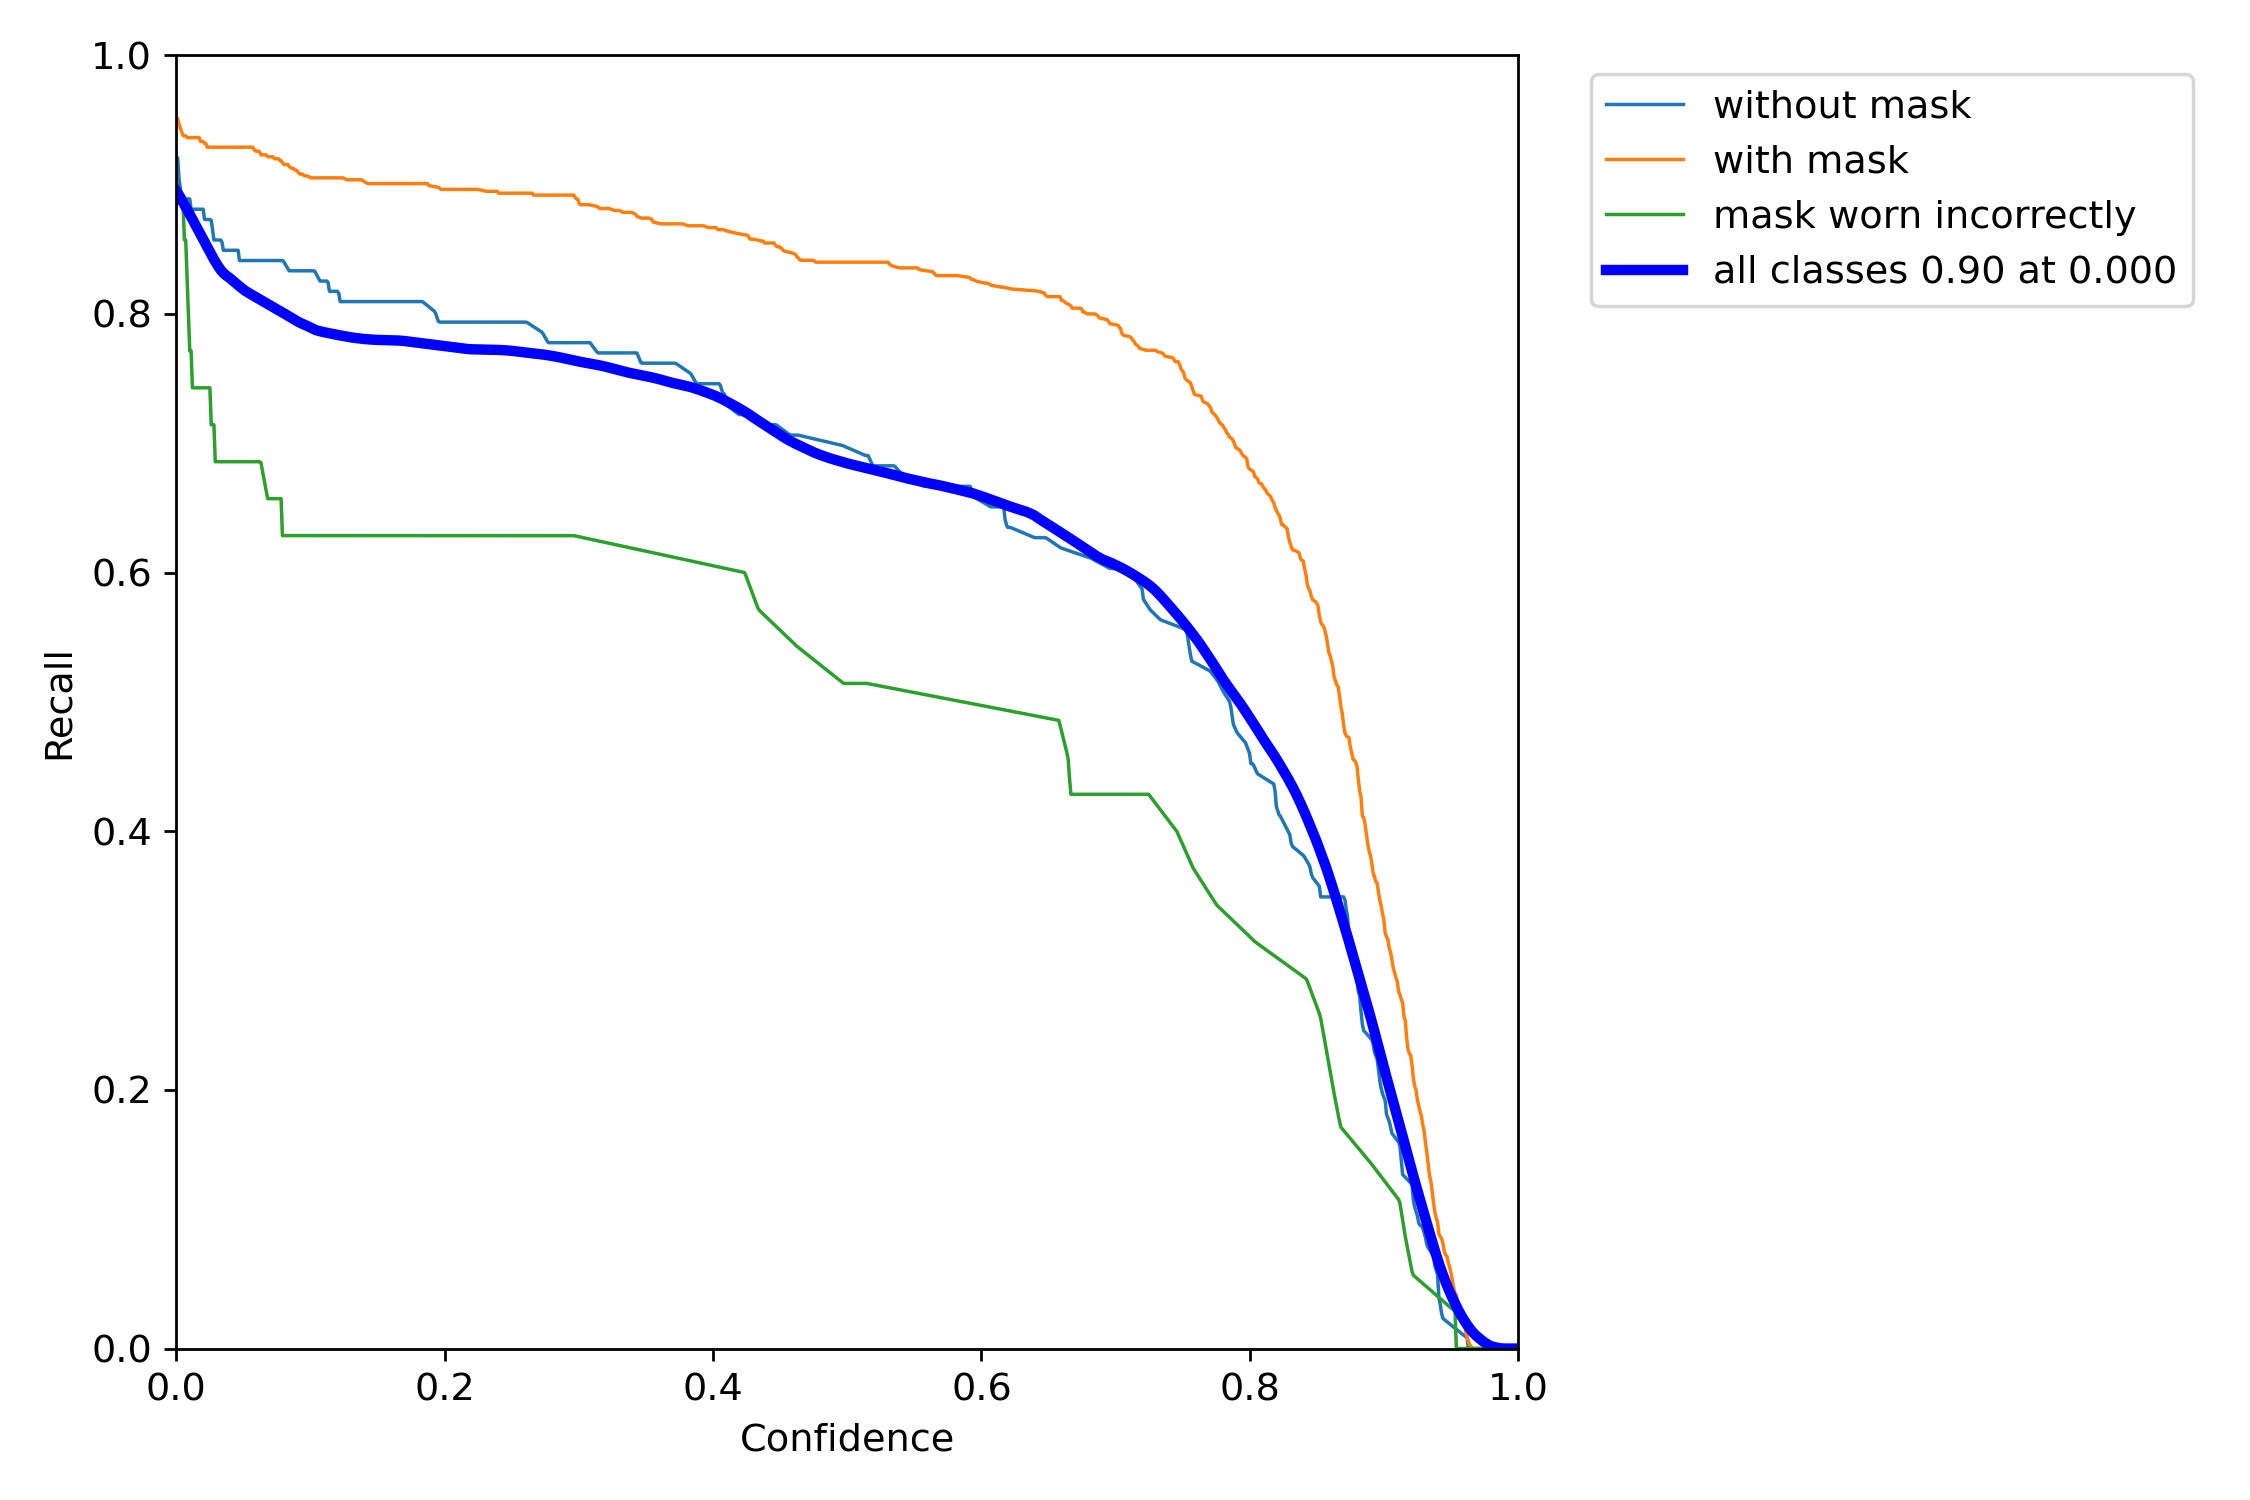 1.0
0.8
0.6
0.4
0.2
0.0
Recall
0.0 0.2 0.4 0.6 0.8 1.0
Confidence
without mask
with mask
mask worn incorrectly
all classes 0.90 at 0.000